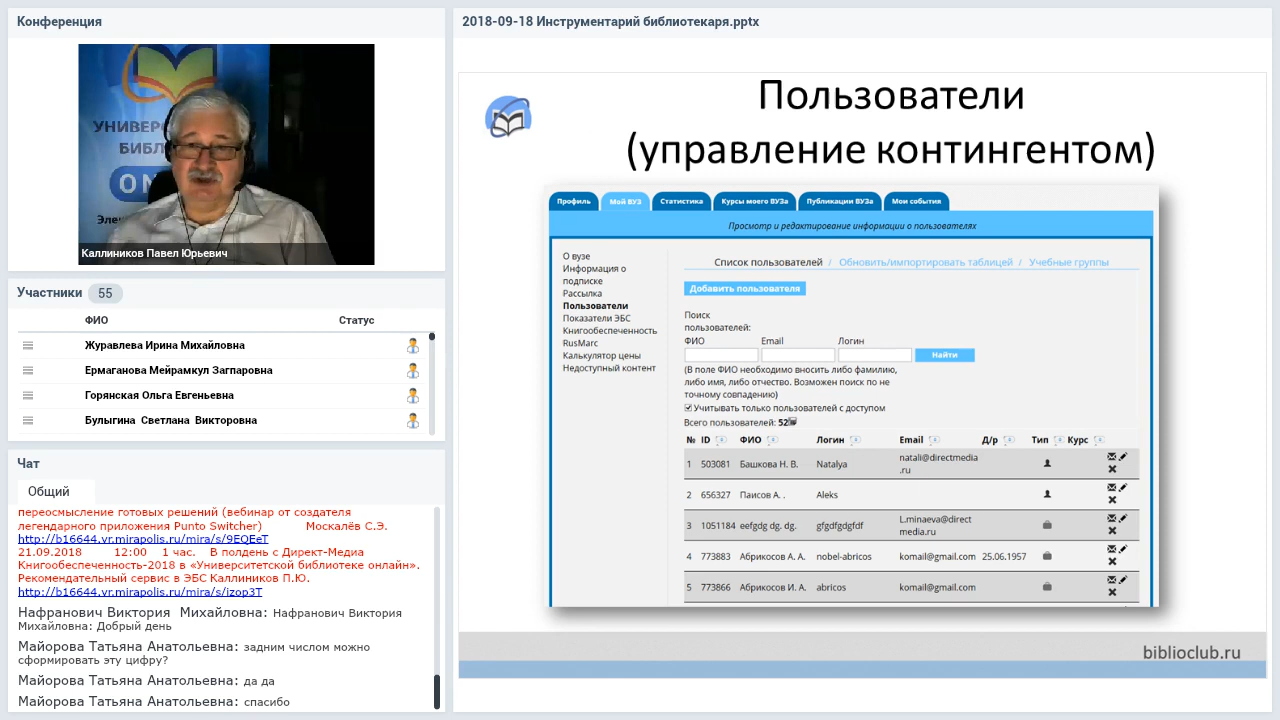 Конференция
УНИВЕР
БИБЛ
ON
Элек
Каллиников Павел Юрьевич
Участники 55
ФИО Статус
Журавлева Ирина Михайловна
Ермаганова Мейрамкул Загпаровна
Горянская Ольга Евгеньевна
Булыгина Светлана Викторовна
Чат
Общий
переосмысление готовых решений (вебинар от создателя
легендарного приложения Punto Switcher) Москалёв С.Э.
http://b16644.vr.mirapolis.ru/mira/s/9EQEeT
21.09.2018 12:00 1 час. В полдень с Директ-Медиа
Книгообеспеченность-2018 в «Университетской библиотеке онлайн».
Рекомендательный сервис в ЭБС Каллиников П.Ю.
http://b16644.vr.mirapolis.ru/mira/s/izop3T
Нафранович Виктория Михайловна: Нафранович Виктория
Михайловна: Добрый день
Майорова Татьяна Анатольевна: задним числом можно
сформировать эту цифру?
Майорова Татьяна Анатольевна: да да
Майорова Татьяна Анатольевна: спасибо
2018-09-18 Инструментарий библиотекаря.pptx
Пользователи
(управление контингентом)
Профиль Мой ВУЗ Статистика Курсы моего ВУЗа Публикации ВУЗа Мои события
Просмотр и редактирование информации о пользователях
О вузе
Информация о
подписке
Рассылка
Пользователи
Показатели ЭБС
Книгообеспеченность
RusMarc
Калькулятор цены
Недоступный контент
Список пользователей / Обновить/импортировать таблицей / Учебные группы
Добавить пользователя
Поиск
пользователей:
ФИО Email Логин
Найти
(В поле ФИО необходимо вносить либо фамилию,
либо имя, либо отчество. Возможен поиск по не
точному совпадению)
Учитывать только пользователей с доступом
Всего пользователей: 52
№ ID ФИО Логин Email Д/р Тип Курс
1 503081 Башкова Н. В. Natalya natali@directmedia
.ru
2 656327 Паисов А. . Aleks
3 1051184 eefgdg dg. dg. gfgdfgdgfdf L.minaeva@direct
media.ru
4 773883 Абрикосов А. А. nobel-abricos komail@gmail.com 25.06.1957
5 773866 Абрикосов И. А. abricos komail@gmail.com
biblioclub.ru